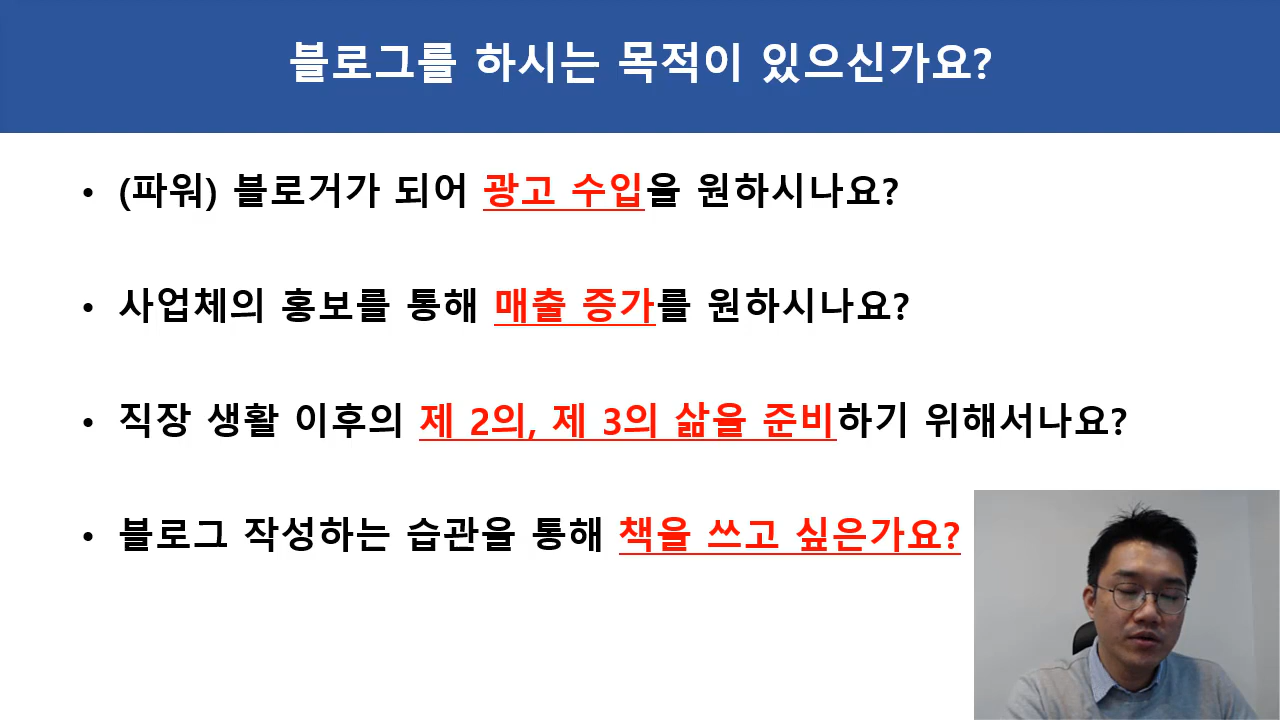 블로그를 하시는 목적이 있으신가요?
• (파워) 블로거가 되어 광고 수입을 원하시나요?
• 사업체의 홍보를 통해 매출 증가를 원하시나요?
• 직장 생활 이후의 제 2의, 제 3의 삶을 준비하기 위해서나요?
• 블로그 작성하는 습관을 통해 책을 쓰고 싶은가요?